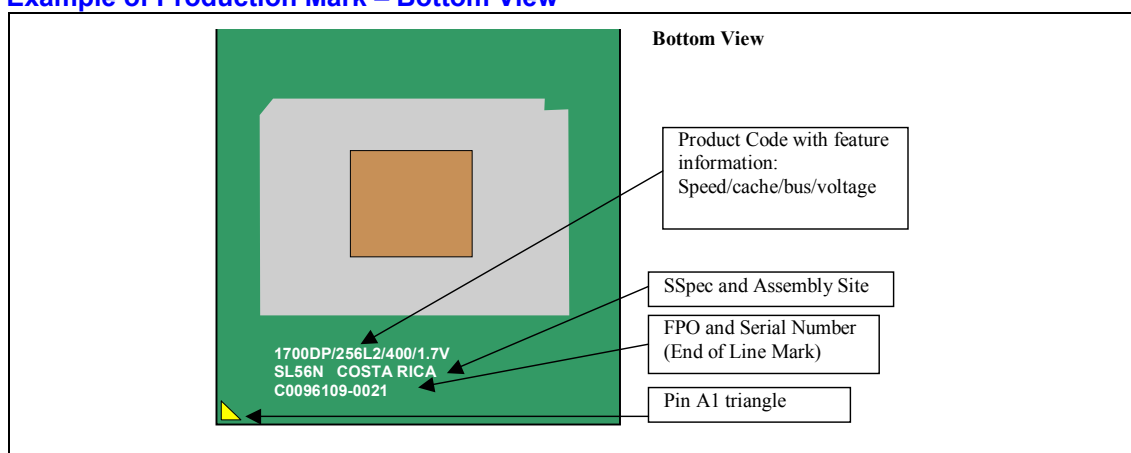 Example of Production Mark – Bottom View
Bottom View
Product Code with feature
information:
Speed/cache/bus/voltage
SSpec and Assembly Site
FPO and Serial Number
(End of Line Mark)
Pin A1 triangle
1700DP/256L2/400/1.7V
SL56N COSTA RICA
C0096109-0021